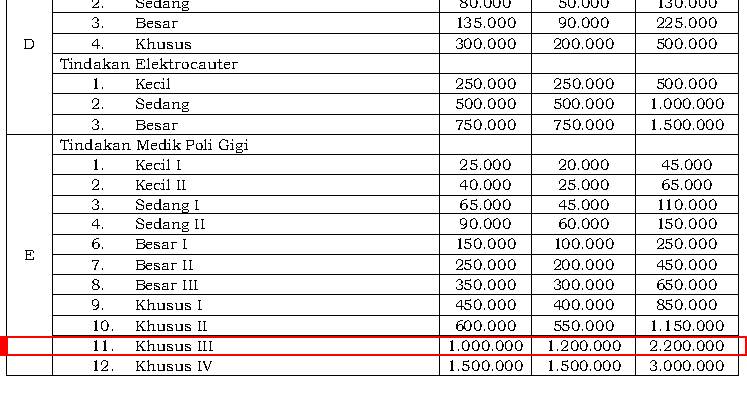 2. Sedang 80.000 50.000 130.000
3. Besar 135.000 90.000 225.000
D 4. Khusus 300.000 200.000 500.000
Tindakan Elektrocauter
1. Kecil 250.000 250.000 500.000
2. Sedang 500.000 500.000 1.000.000
3. Besar 750.000 750.000 1.500.000
Tindakan Medik Poli Gigi
1. Kecil I 25.000 20.000 45.000
2. Kecil II 40.000 25.000 65.000
3. Sedang I 65.000 45.000 110.000
4. Sedang II 90.000 60.000 150.000
6. Besar I 150.000 100.000 250.000
E 7. Besar II 250.000 200.000 450.000
8. Besar III 350.000 300.000 650.000
9. Khusus I 450.000 400.000 850.000
10. Khusus II 600.000 550.000 1.150.000
11. Khusus III 1.000.000 1.200.000 2.200.000
12. Khusus IV 1.500.000 1.500.000 3.000.000